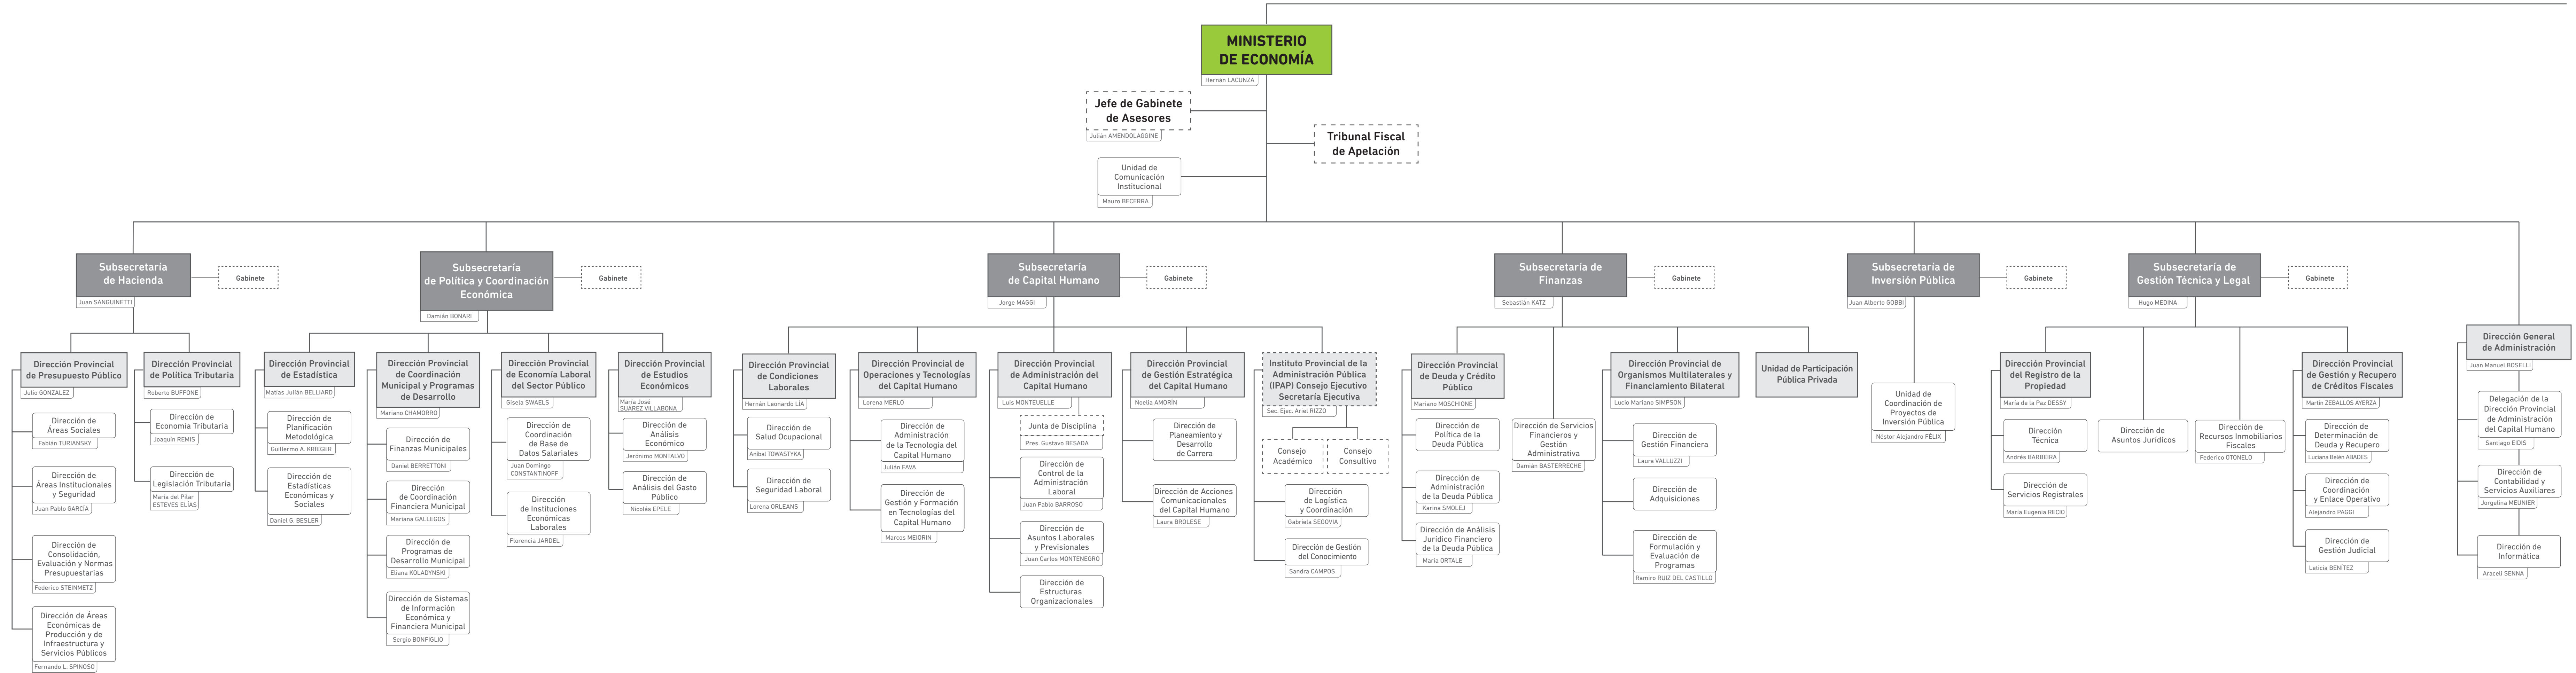 MINISTERIO
DE ECONOMÍA
Hernán LACUNZA
Jefe de Gabinete
de Asesores
Julián AMENDOLAGGINE
Tribunal Fiscal
de Apelación
Unidad de
Comunicación
Institucional
Mauro BECERRA
Subsecretaría
de Hacienda
Juan SANGUINETTI
Gabinete
Subsecretaría
de Política y Coordinación
Económica
Damián BONARI
Gabinete
Subsecretaría
de Capital Humano
Jorge MAGGI
Gabinete
Subsecretaría de
Finanzas
Sebastián KATZ
Gabinete
Subsecretaría de
Inversión Pública
Juan Alberto GOBBI
Gabinete
Subsecretaría de
Gestión Técnica y Legal
Hugo MEDINA
Gabinete
Dirección Provincial
de Presupuesto Público
Julio GONZALEZ
Dirección de
Áreas Sociales
Fabián TURIANSKY
Dirección de
Áreas Institucionales
y Seguridad
Juan Pablo GARCÍA
Dirección de
Consolidación,
Evaluación y Normas
Presupuestarias
Federico STEINMETZ
Dirección de Áreas
Económicas de
Producción y de
Infraestructura y
Servicios Públicos
Fernando L. SPINOSO
Dirección Provincial
de Política Tributaria
Roberto BUFFONE
Dirección de
Economía Tributaria
Joaquin REMIS
Dirección de
Legislación Tributaria
María del Pilar
ESTEVES ELÍAS
Dirección Provincial
de Estadística
Matías Julián BELLIARD
Dirección de
Planificación
Metodológica
Guillermo A. KRIEGER
Dirección de
Estadísticas
Económicas y
Sociales
Daniel G. BESLER
Dirección Provincial
de Coordinación
Municipal y Programas
de Desarrollo
Mariano CHAMORRO
Dirección de
Finanzas Municipales
Daniel BERRETTONI
Dirección
de Coordinación
Financiera Municipal
Mariana GALLEGOS
Dirección de
Programas de
Desarrollo Municipal
Eliana KOLADYNSKI
Dirección de Sistemas
de Información
Económica y
Financiera Municipal
Sergio BONFIGLIO
Dirección Provincial
de Economía Laboral
del Sector Público
Gisela SWAELS
Dirección de
Coordinación
de Base de
Datos Salariales
Juan Domingo
CONSTANTINOFF
Dirección
de Instituciones
Económicas
Laborales
Florencia JARDEL
Dirección Provincial
de Estudios
Económicos
María José
SUÁREZ VILLABONA
Dirección de
Análisis
Económico
Jerónimo MONTALVO
Dirección de
Análisis del Gasto
Público
Nicolás EPELE
Dirección Provincial
de Condiciones
Laborales
Hernán Leonardo LÍA
Dirección de
Salud Ocupacional
Aníbal TOWASTYKA
Dirección de
Seguridad Laboral
Lorena ORLEANS
Dirección Provincial de
Operaciones y Tecnologías
del Capital Humano
Lorena MERLO
Dirección de
Administración
de la Tecnología del
Capital Humano
Julián FAVA
Dirección de
Gestión y Formación
en Tecnologías del
Capital Humano
Marcos MEIORIN
Dirección Provincial
de Administración del
Capital Humano
Luis MONTEUELLE
Junta de Disciplina
Pres. Gustavo BESADA
Dirección de
Control de la
Administración
Laboral
Juan Pablo BARROSO
Dirección de
Asuntos Laborales
y Previsionales
Juan Carlos MONTENEGRO
Dirección de
Estructuras
Organizacionales
Dirección Provincial
de Gestión Estratégica
del Capital Humano
Noelia AMORÍN
Dirección de
Planeamiento y
Desarrollo
de Carrera
Dirección de Acciones
Comunicacionales
del Capital Humano
Laura BROLESE
Instituto Provincial de la
Administración Pública
(IPAP) Consejo Ejecutivo
Secretaría Ejecutiva
Sec. Ejec. Ariel RIZZO
Consejo
Académico
Consejo
Consultivo
Dirección
de Logística
y Coordinación
Gabriela SEGOVIA
Dirección de Gestión
del Conocimiento
Sandra CAMPOS
Dirección Provincial
de Deuda y Crédito
Público
Mariano MOSCHIONE
Dirección de
Política de la
Deuda Pública
Dirección de
Administración
de la Deuda Pública
Karina SMOLEJ
Dirección de Análisis
Jurídico Financiero
de la Deuda Pública
María ORTALE
Dirección de Servicios
Financieros y
Gestión
Administrativa
Damián BASTERRECHE
Dirección Provincial de
Organismos Multilaterales y
Financiamiento Bilateral
Lucio Mariano SIMPSON
Dirección de
Gestión Financiera
Laura VALLUZZI
Dirección de
Adquisiciones
Dirección de
Formulación y
Evaluación de
Programas
Ramiro RUIZ DEL CASTILLO
Unidad de Participación
Pública Privada
Unidad de
Coordinación de
Proyectos de
Inversión Pública
Néstor Alejandro FÉLIX
Dirección Provincial
del Registro de la
Propiedad
María de la Paz DESSY
Dirección
Técnica
Andrés BARBEIRA
Dirección de
Servicios Registrales
María Eugenia RECIO
Dirección de
Asuntos Jurídicos
Dirección de
Recursos Inmobiliarios
Fiscales
Federico OTONELO
Dirección Provincial
de Gestión y Recupero
de Créditos Fiscales
Martín ZEBALLOS AYERZA
Dirección de
Determinación de
Deuda y Recupero
Luciana Belén ABADES
Dirección de
Coordinación
y Enlace Operativo
Alejandro PAGGI
Dirección de
Gestión Judicial
Leticia BENÍTEZ
Dirección General
de Administración
Juan Manuel BOSELLI
Delegación de la
Dirección Provincial
de Administración
del Capital Humano
Santiago EIDIS
Dirección de
Contabilidad y
Servicios Auxiliares
Jorgelina MEUNIER
Dirección de
Informática
Araceli SENNA